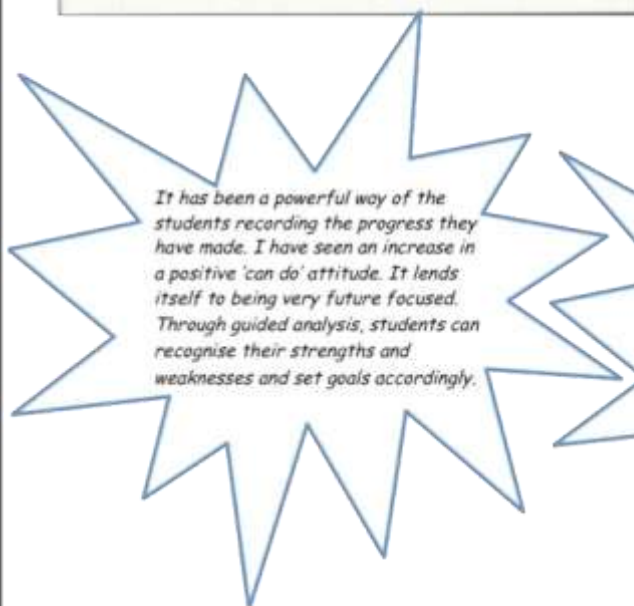 It has been a powerful way of the
students recording the progress they
have made. I have seen an increase in
a positive 'can do' attitude. It lends
itself to being very future focused.
Through guided analysis, students can
recognise their strengths and
weaknesses and set goals accordingly.